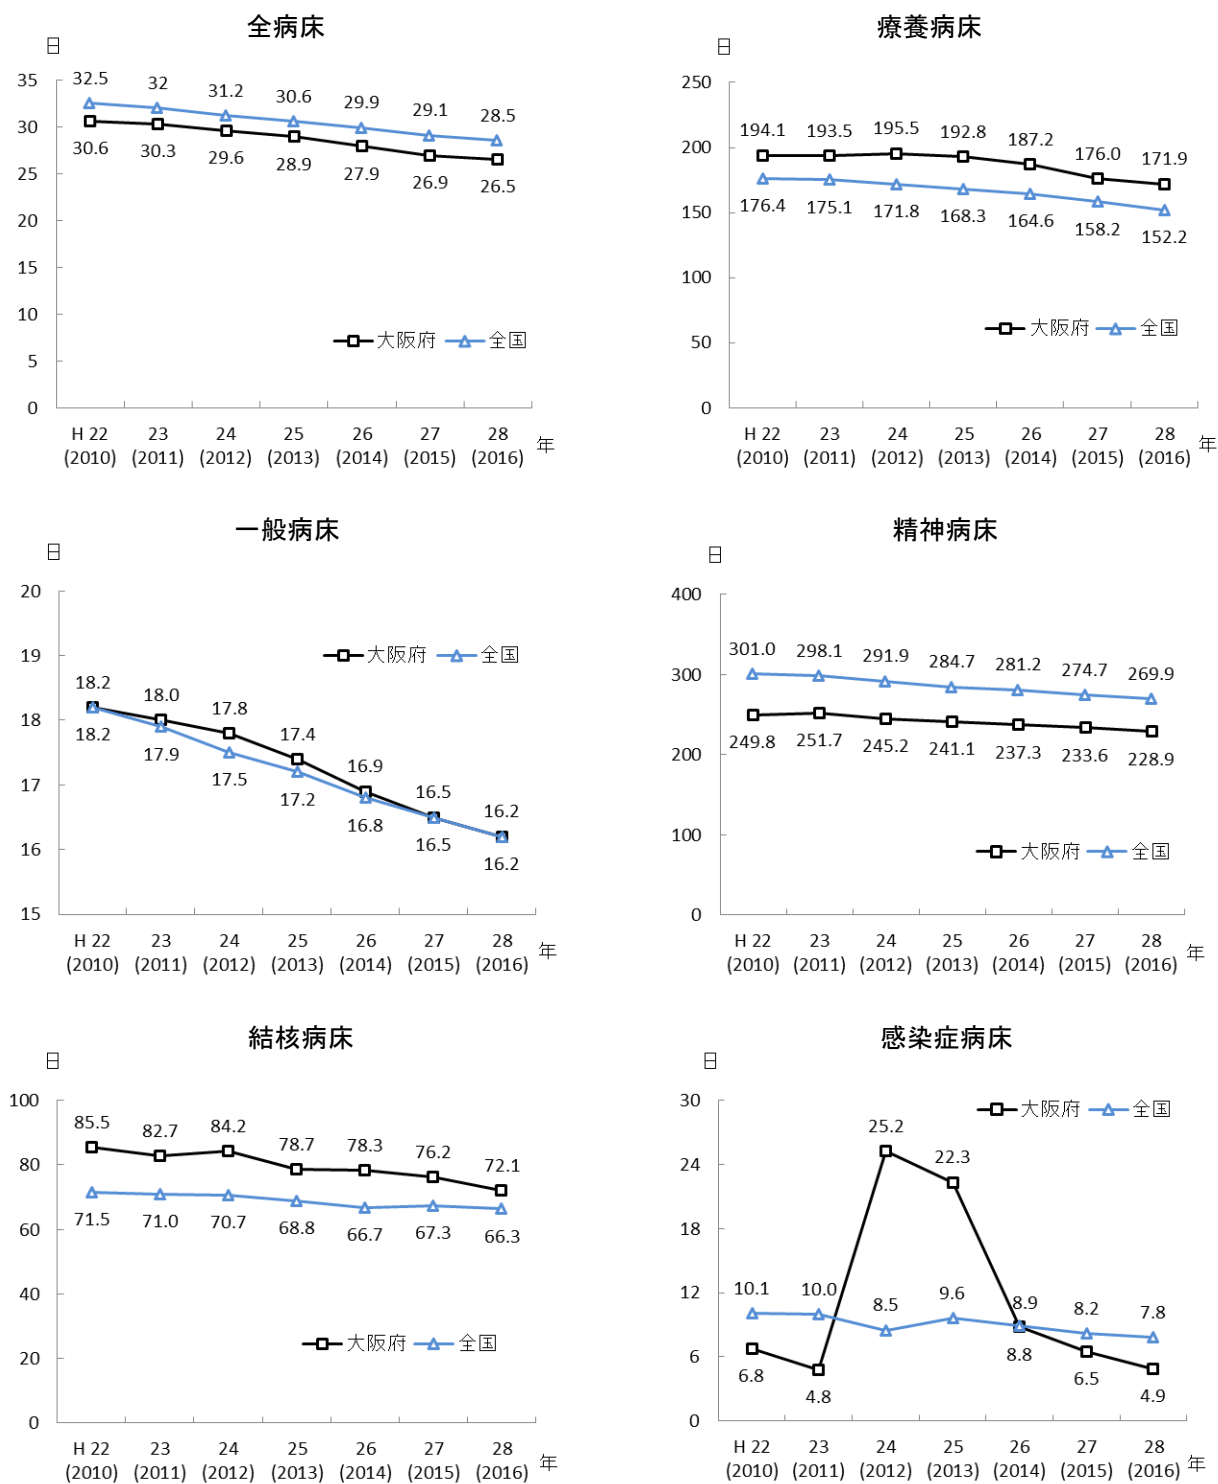 全病床
日
35
30
25
20
15
10
5
0
32.5 32 31.2 30.6 29.9 29.1 28.5
30.6 30.3 29.6 28.9 27.9 26.9 26.5
大阪府 全国
H 22 23 24 25 26 27 28 年
(2010) (2011) (2012) (2013) (2014) (2015) (2016)
療養病床
日
250
200
150
100
50
0
194.1 193.5 195.5 192.8 187.2 176.0 171.9
176.4 175.1 171.8 168.3 164.6 158.2 152.2
大阪府 全国
H 22 23 24 25 26 27 28 年
(2010) (2011) (2012) (2013) (2014) (2015) (2016)
一般病床
日
20
19
18
17
16
15
大阪府 全国
18.2 18.0 17.8 17.4 16.9 16.5 16.2
18.2 17.9 17.5 17.2 16.8 16.5 16.2
H 22 23 24 25 26 27 28 年
(2010) (2011) (2012) (2013) (2014) (2015) (2016)
精神病床
日
400
300
200
100
0
301.0 298.1 291.9 284.7 281.2 274.7 269.9
249.8 251.7 245.2 241.1 237.3 233.6 228.9
大阪府 全国
H 22 23 24 25 26 27 28 年
(2010) (2011) (2012) (2013) (2014) (2015) (2016)
結核病床
日
100
80
60
40
20
0
85.5 82.7 84.2 78.7 78.3 76.2 72.1
71.5 71.0 70.7 68.8 66.7 67.3 66.3
大阪府 全国
H 22 23 24 25 26 27 28 年
(2010) (2011) (2012) (2013) (2014) (2015) (2016)
感染症病床
日
30
24
18
12
6
0
大阪府 全国
25.2 22.3
10.1 10.0 8.5 9.6 8.9 8.2 7.8
6.8 4.8 8.8 6.5 4.9
H 22 23 24 25 26 27 28 年
(2010) (2011) (2012) (2013) (2014) (2015) (2016)